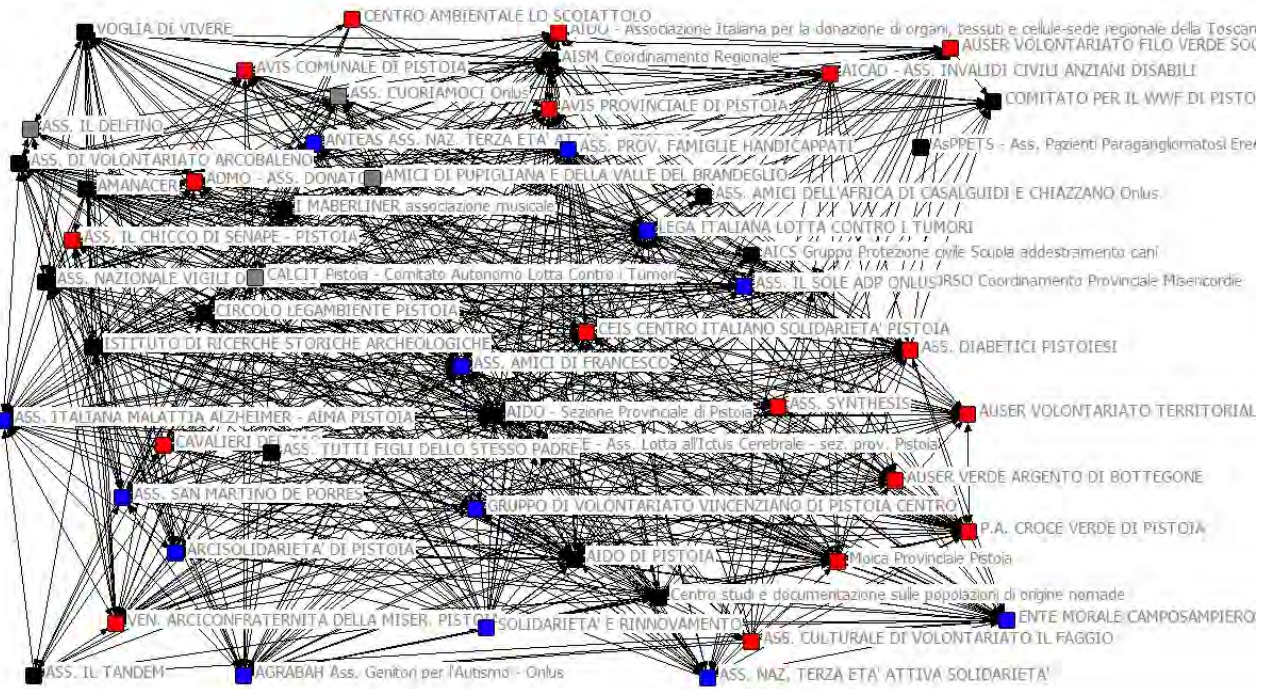 CENTRO AMBIENTALE LO SCOIATTOLO
VOGLIA DI VIVERE
AIDO - Associazione Italiana per la donazione di organi, tessuti e cellule-sede regionale della Toscan
AUSER VOLONTARIATO FILO VERDE SOC
AISM Coordinamento Regionale
AVIS COMUNALE DI PISTOIA
AICAD - ASS. INVALIDI CIVILI ANZIANI DISABILI
ASS. CUORIAMOCI Onlus
COMITATO PER IL WWF DI PISTO
AVIS PROVINCIALE DI PISTOIA
ASS. IL DELFINO
ANTEAS ASS. NAZ. TERZA ETA' AT
ASS. PROV. FAMIGLIE HANDICAPPATI
AsPPETS - Ass. Pazienti Paragangliomatosi Ere
ASS. DI VOLONTARIATO ARCOBALENO
ADMO - ASS. DONATO
AMICI DI PUPIGLIANA E DELLA VALLE DEL BRANDEGLIO
AMANACER
ASS. AMICI DELL'AFRICA DI CASALGUIDI E CHIAZZANO Onlus
I MABERLINER associazione musicale
LEGA ITALIANA LOTTA CONTRO I TUMORI
ASS. IL CHICCO DI SENAPE - PISTOIA
AICS Gruppo Protezione civile Scuola addestramento cani
ASS. NAZIONALE VIGILI D
CALCIT Pistoia - Comitato Autonomo Lotta Contro i Tumori
ASS. IL SOLE ADP ONLUS
ORSO Coordinamento Provinciale Misericordie
CIRCOLO LEGAMBIENTE PISTOIA
CEIS CENTRO ITALIANO SOLIDARIETA' PISTOIA
ISTITUTO DI RICERCHE STORICHE ARCHEOLOGICHE
ASS. DIABETICI PISTOIESI
ASS. AMICI DI FRANCESCO
ASS. ITALIANA MALATTIA ALZHEIMER - AIMA PISTOIA
AIDO - Sezione Provinciale di Pistoia
ASS. SYNTHESIS
AUSER VOLONTARIATO TERRITORIAL
CAVALIERI DEL
ASS. TUTTI FIGLI DELLO STESSO PADRE
E - Ass. Lotta all'Ictus Cerebrale - sez. prov. Pistoia
AUSER VERDE ARGENTO DI BOTTEGONE
ASS. SAN MARTINO DE PORRES
GRUPPO DI VOLONTARIATO VINCENZIANO DI PISTOIA CENTRO
P.A. CROCE VERDE DI PISTOIA
ARCISOLIDARIETA' DI PISTOIA
AIDO DI PISTOIA
Moica Provinciale Pistoia
Centro studi e documentazione sulle popolazioni di origine nomade
VEN. ARCICONFRATERNITA DELLA MISER. PISTO
SOLIDARIETA' E RINNOVAMENTO
ENTE MORALE CAMPOSAMPIERO
ASS. CULTURALE DI VOLONTARIATO IL FAGGIO
ASS. IL TANDEM
AGRABAH Ass. Genitori per l'Autismo - Onlus
ASS. NAZ. TERZA ETA' ATTIVA SOLIDARIETA'